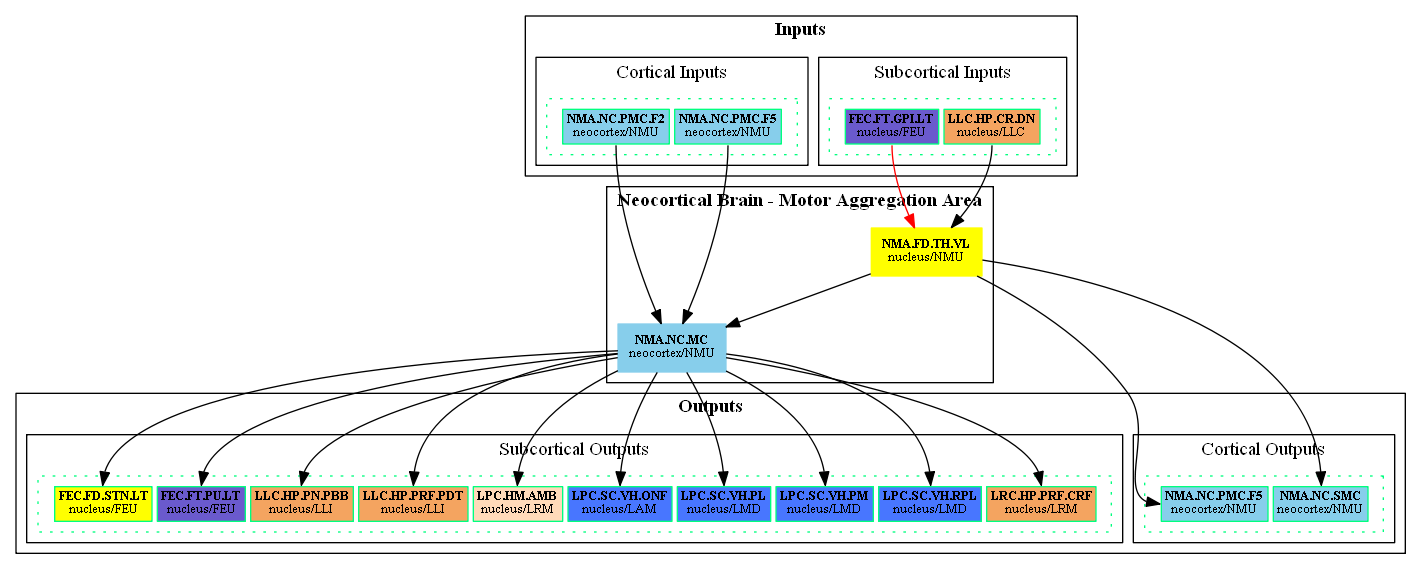 Inputs
Cortical Inputs
Subcortical Inputs
NMA.NC.PMC.F2
neocortex/NMU
NMA.NC.PMC.F5
neocortex/NMU
FEC.FT.GPI.LT
nucleus/FEU
LLC.HP.CR.DN
nucleus/LLC
Neocortical Brain - Motor Aggregation Area
NMA.FD.TH.VL
nucleus/NMU
NMA.NC.MC
neocortex/NMU
Outputs
Subcortical Outputs
Cortical Outputs
FEC.FD.STN.LT
nucleus/FEU
FEC.FT.PU.LT
nucleus/FEU
LLC.HP.PN.PBB
nucleus/LLI
LLC.HP.PRF.PDT
nucleus/LLI
LPC.HM.AMB
nucleus/LRM
LPC.SC.VH.ONF
nucleus/LAM
LPC.SC.VH.PL
nucleus/LMD
LPC.SC.VH.PM
nucleus/LMD
LPC.SC.VH.RPL
nucleus/LMD
LRC.HP.PRF.CRF
nucleus/LRM
NMA.NC.PMC.F5
neocortex/NMU
NMA.NC.SMC
neocortex/NMU